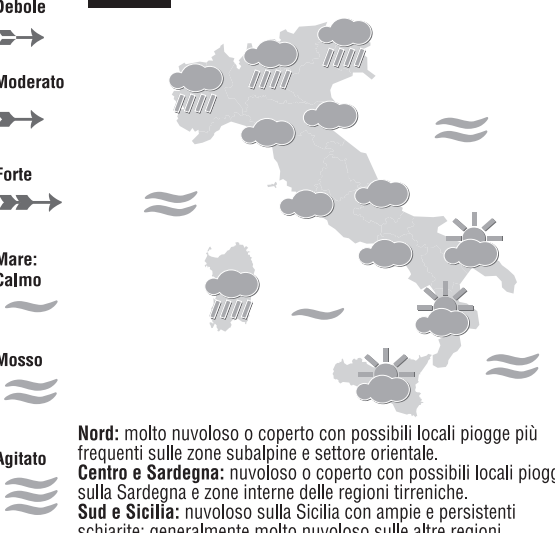 Debole
Moderato
Forte
Mare:
Calmo
Mosso
Agitato
Nord: molto nuvoloso o coperto con possibili locali piogge più
frequenti sulle zone subalpine e settore orientale.
Centro e Sardegna: nuvoloso o coperto con possibili locali
sulla Sardegna e zone interne delle regioni tirreniche.
Sud e Sicilia: nuvoloso sulla Sicilia con ampie e persistenti
schiarite; generalmente molto nuvoloso sulle altre regioni